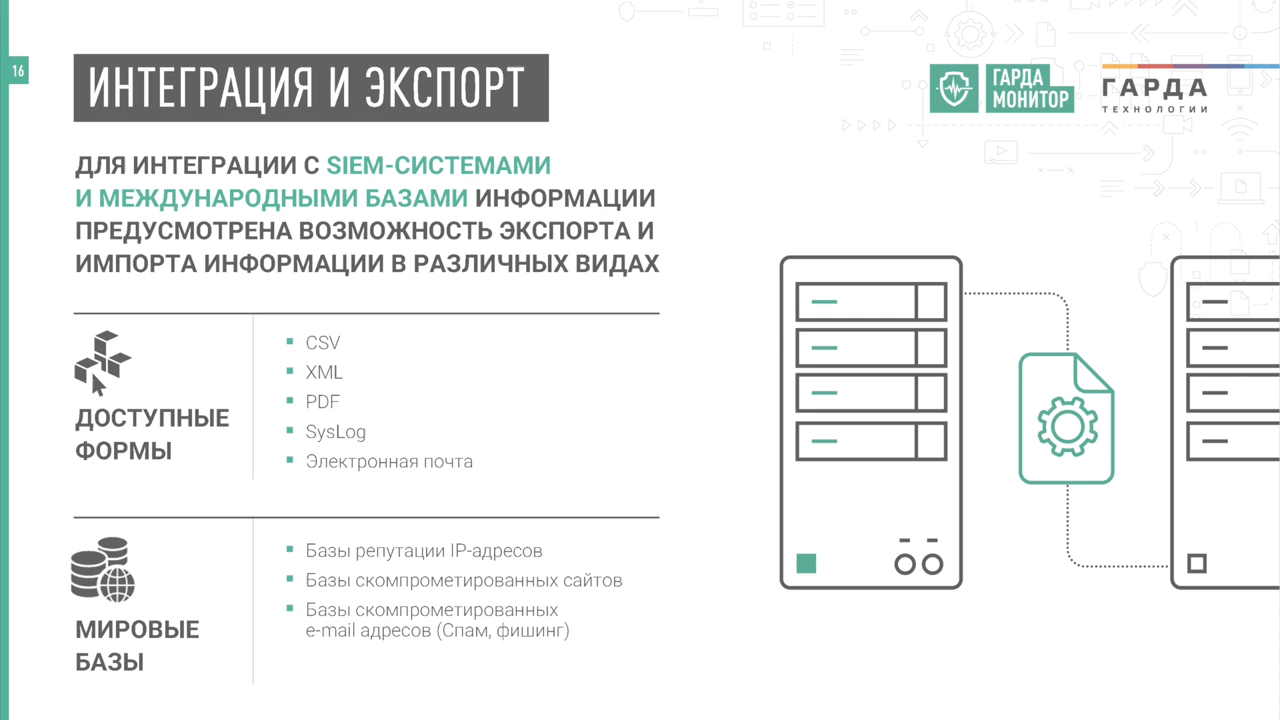 16
ИНТЕГРАЦИЯ И ЭКСПОРТ
ГАРДА
МОНИТОР
ГАРДА
ТЕХНОЛОГИИ
ДЛЯ ИНТЕГРАЦИИ С SIEM-СИСТЕМАМИ
И МЕЖДУНАРОДНЫМИ БАЗАМИ ИНФОРМАЦИИ
ПРЕДУСМОТРЕНА ВОЗМОЖНОСТЬ ЭКСПОРТА И
ИМПОРТА ИНФОРМАЦИИ В РАЗЛИЧНЫХ ВИДАХ
ДОСТУПНЫЕ
ФОРМЫ
CSV
XML
PDF
SysLog
Электронная почта
МИРОВЫЕ
БАЗЫ
Базы репутации IP-адресов
Базы скомпрометированных сайтов
Базы скомпрометированных
e-mail адресов (Спам, фишинг)